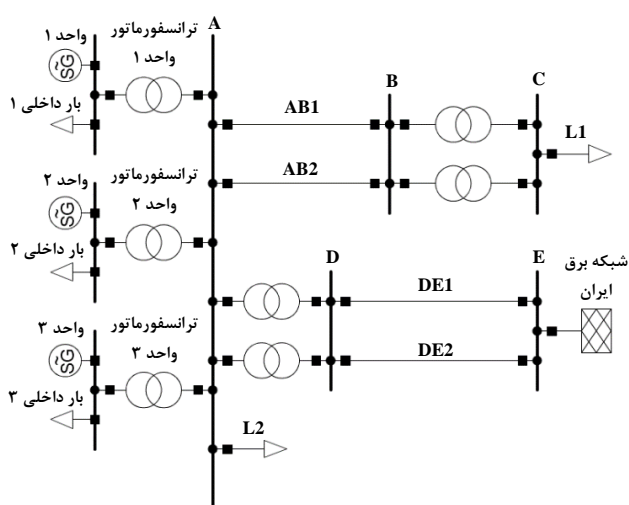 واحد ۱
SG
بار داخلی ۱
ترانسفورماتور
واحد
۱
A
AB1
AB2
B
C
L1
واحد ۲
SG
بار داخلی ۲
ترانسفورماتور
واحد ۲
D
DE1
DE2
E
شبکه برق
ایران
واحد ۳
SG
بار داخلی ۳
ترانسفورماتور
واحد ۳
L2